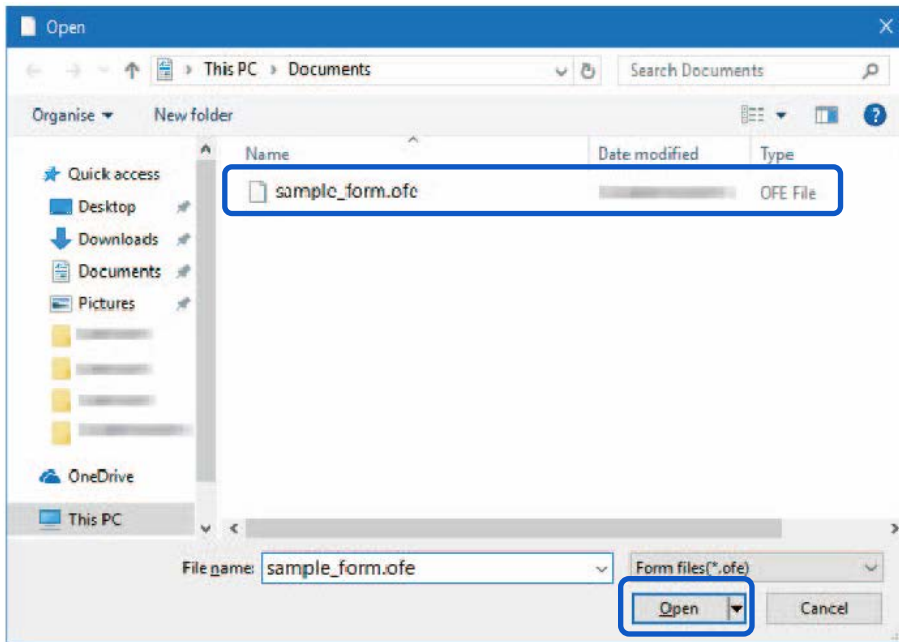 Open
This PC › Documents
Search Documents
Organise
New folder
Name
Date modified
Type
Quick access
sample_form.ofe
OFE File
Desktop
Downloads
Documents
Pictures
OneDrive
This PC
File name:
sample_form.ofe
Form files(*.ofe)
Open
Cancel